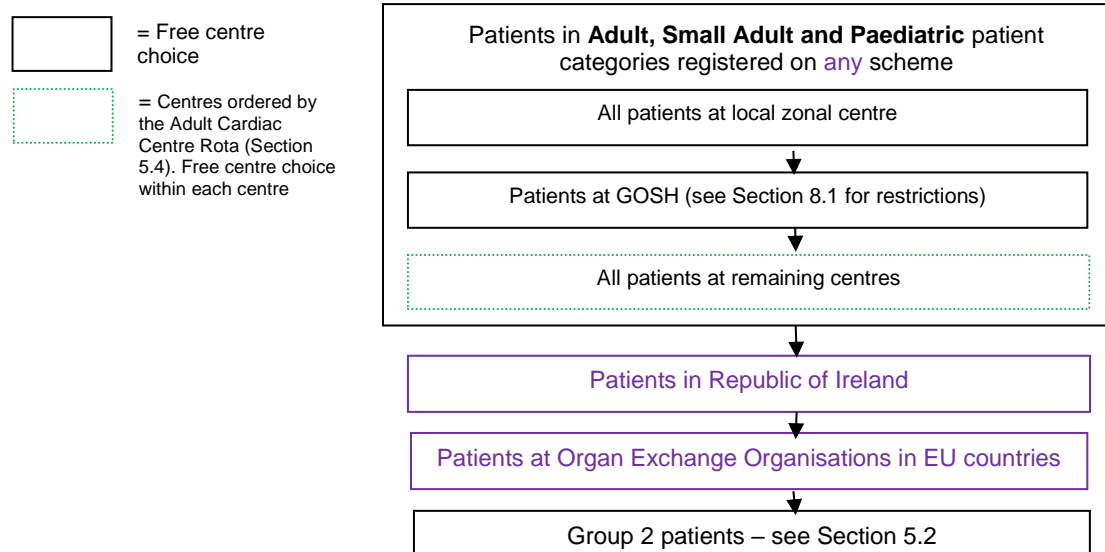 = Free centre
choice
= Centres ordered by
the Adult Cardiac
Centre Rota (Section
5.4). Free centre choice
within each centre
Patients in Adult, Small Adult and Paediatric patient
categories registered on any scheme
All patients at local zonal centre
Patients at GOSH (see Section 8.1 for restrictions)
All patients at remaining centres
Patients in Republic of Ireland
Patients at Organ Exchange Organisations in EU countries
Group 2 patients – see Section 5.2